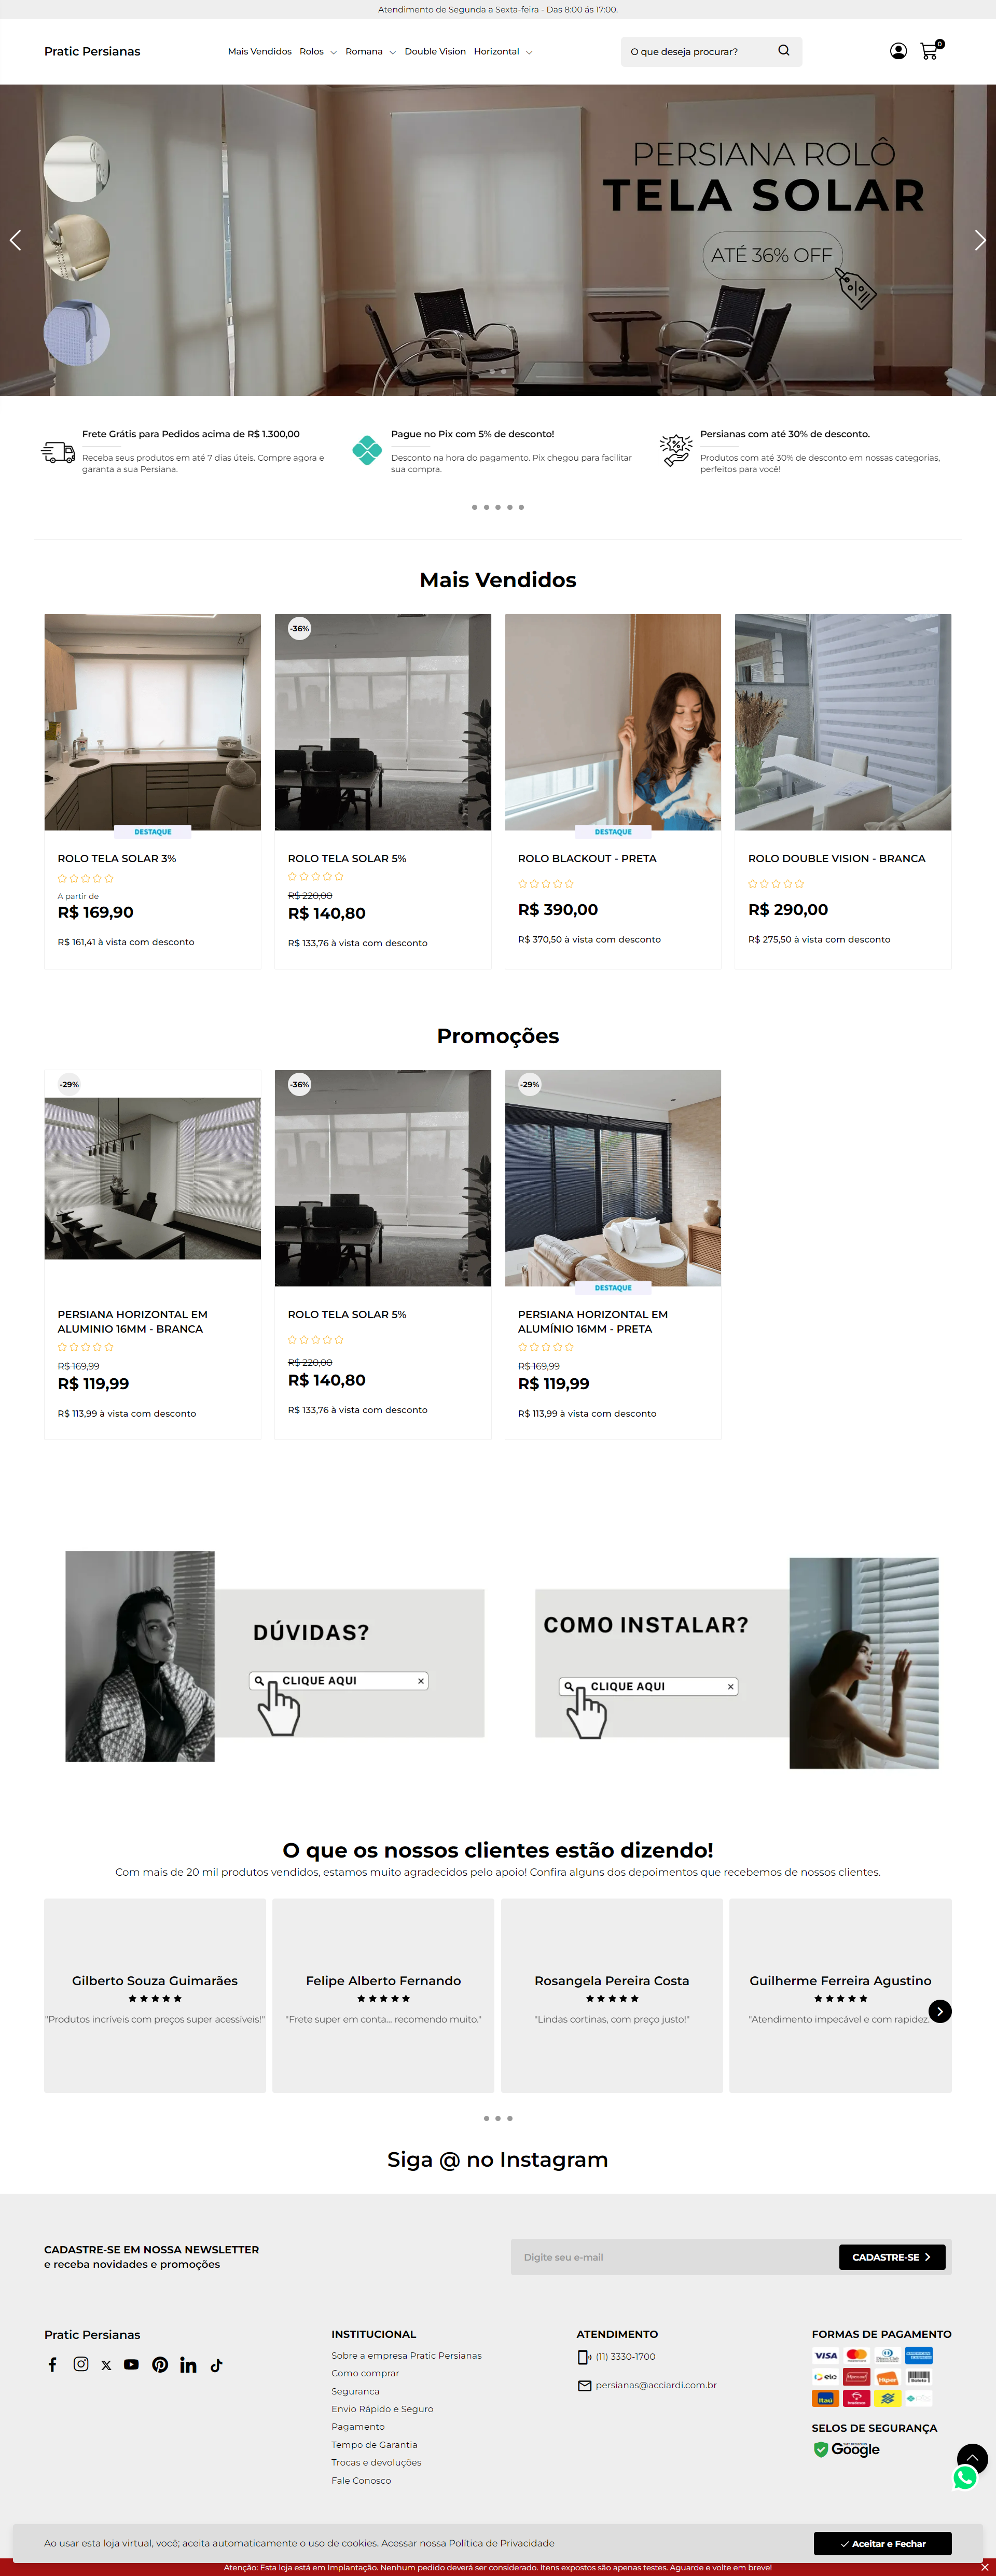 Atendimento de Segunda a Sexta-feira - Das 8:00 ás 17:00.
Pratic Persianas
Mais Vendidos
Rolos
Romana
Double Vision
Horizontal
O que deseja procurar?
0
PERSIANA ROLÔ
TELA SOLAR
ATÉ 36% OFF
Frete Grátis para Pedidos acima de R$ 1.300,00
Receba seus produtos em até 7 dias úteis. Compre agora e
garanta a sua Persiana.
Pague no Pix com 5% de desconto!
Desconto na hora do pagamento. Pix chegou para facilitar
sua compra.
Persianas com até 30% de desconto.
Produtos com até 30% de desconto em nossas categorias,
perfeitos para você!
Mais Vendidos
DESTAQUE
ROLO TELA SOLAR 3%
A partir de
R$ 169,90
R$ 161,41 à vista com desconto
-36%
ROLO TELA SOLAR 5%
R$ 220,00
R$ 140,80
R$ 133,76 à vista com desconto
DESTAQUE
ROLO BLACKOUT - PRETA
R$ 390,00
R$ 370,50 à vista com desconto
ROLO DOUBLE VISION - BRANCA
R$ 290,00
R$ 275,50 à vista com desconto
Promoções
-29%
PERSIANA HORIZONTAL EM
ALUMINIO 16MM - BRANCA
R$ 169,99
R$ 119,99
R$ 113,99 à vista com desconto
-36%
ROLO TELA SOLAR 5%
R$ 220,00
R$ 140,80
R$ 133,76 à vista com desconto
-29%
DESTAQUE
PERSIANA HORIZONTAL EM
ALUMÍNIO 16MM - PRETA
R$ 169,99
R$ 119,99
R$ 113,99 à vista com desconto
DÚVIDAS?
CLIQUE AQUI
COMO INSTALAR?
CLIQUE AQUI
O que os nossos clientes estão dizendo!
Com mais de 20 mil produtos vendidos, estamos muito agradecidos pelo apoio! Confira alguns dos depoimentos que recebemos de nossos clientes.
Gilberto Souza Guimarães
"Produtos incríveis com preços super acessíveis!"
Felipe Alberto Fernando
"Frete super em conta... recomendo muito."
Rosangela Pereira Costa
"Lindas cortinas, com preço justo!"
Guilherme Ferreira Agustino
"Atendimento impecável e com rapidez.
Siga @ no Instagram
CADASTRE-SE EM NOSSA NEWSLETTER
e receba novidades e promoções
Digite seu e-mail
CADASTRE-SE
Pratic Persianas
INSTITUCIONAL
Sobre a empresa Pratic Persianas
Como comprar
Seguranca
Envio Rápido e Seguro
Pagamento
Tempo de Garantia
Trocas e devoluções
Fale Conosco
ATENDIMENTO
(11) 3330-1700
persianas@acciardi.com.br
FORMAS DE PAGAMENTO
VISA
elo
Hiper
Boleto
Itaú
SELOS DE SEGURANÇA
Google
Ao usar esta loja virtual, você; aceita automaticamente o uso de cookies. Acessar nossa Política de Privacidade
Aceitar e Fechar
Atenção: Esta loja está em Implantação. Nenhum pedido deverá ser considerado. Itens expostos são apenas testes. Aguarde e volte em breve!